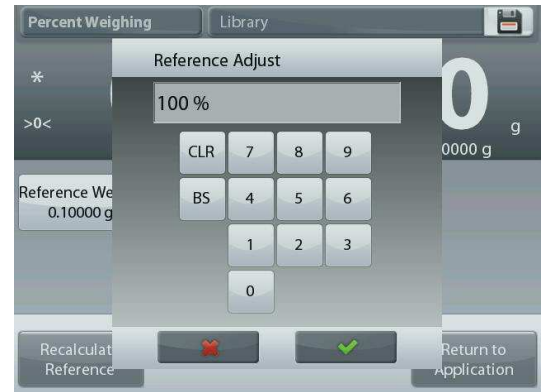 Percent Weighing
Library
Reference Adjust
*
100 %
>0<
0
g
0000 g
CLR 7 8 9
Reference We
0.10000 g
BS 4 5 6
1 2 3
0
Recalculat
Reference
Return to
Application